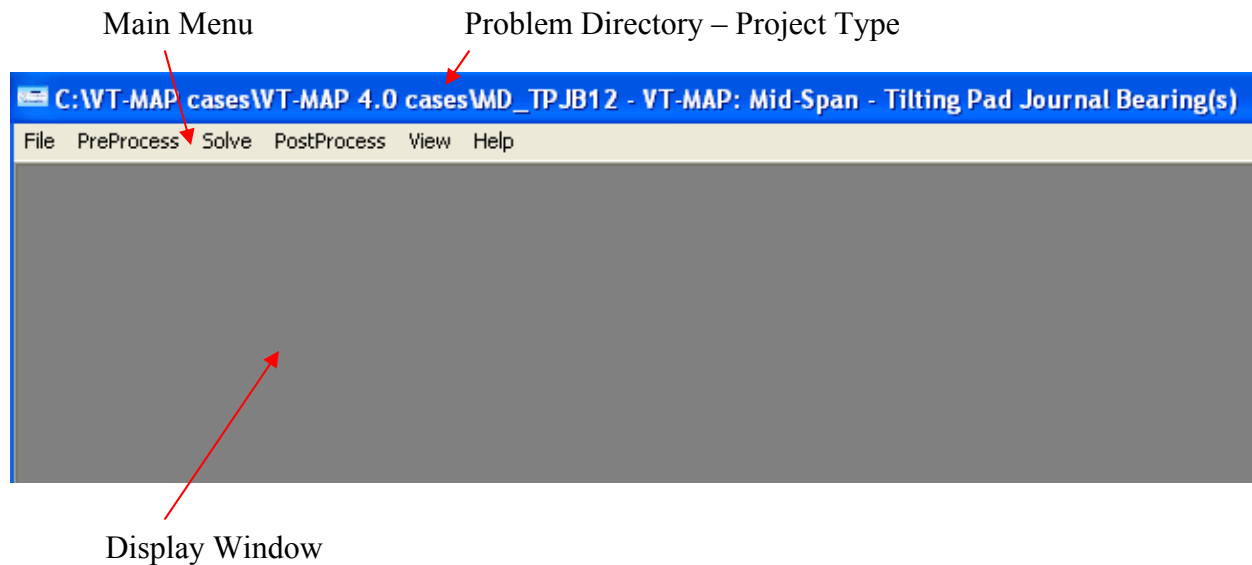 Main Menu
Problem Directory – Project Type
C:\VT-MAP cases\VT-MAP 4.0 cases\MD_TPJB12 - VT-MAP: Mid-Span - Tilting Pad Journal Bearing(s)
File PreProcess Solve PostProcess View Help
Display Window